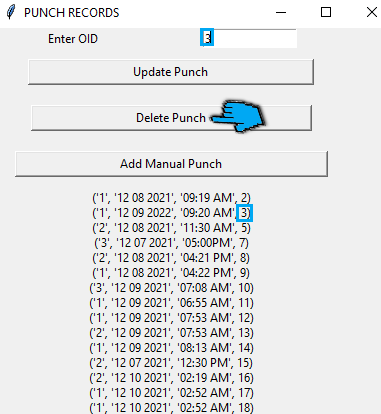 PUNCH RECORDS
Enter OID 3
Update Punch
Delete Punch
Add Manual Punch
('1', '12 08 2021', '09:19 AM', 2)
('1', '12 09 2022', '09:20 AM', 3)
('2', '12 08 2021', '11:30 AM', 5)
('3', '12 07 2021', '05:00PM', 7)
('2', '12 08 2021', '04:21 PM', 8)
('1', '12 08 2021', '04:22 PM', 9)
('3', '12 09 2021', '07:08 AM', 10)
('1', '12 09 2021', '06:55 AM', 11)
('1', '12 09 2021', '07:53 AM', 12)
('2', '12 09 2021', '07:53 AM', 13)
('1', '12 09 2021', '08:13 AM', 14)
('2', '12 07 2021', '12:30 PM', 15)
('2', '12 10 2021', '02:19 AM', 16)
('1', '12 10 2021', '02:52 AM', 17)
('1', '12 10 2021', '02:52 AM', 18)